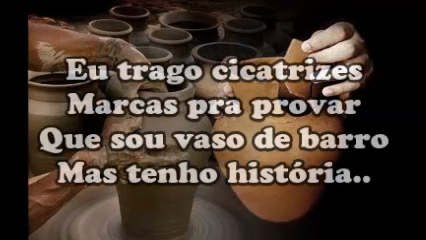 Eu trago cicatrizes
Marcas pra provar
Que sou vaso de barro
Mas tenho história..